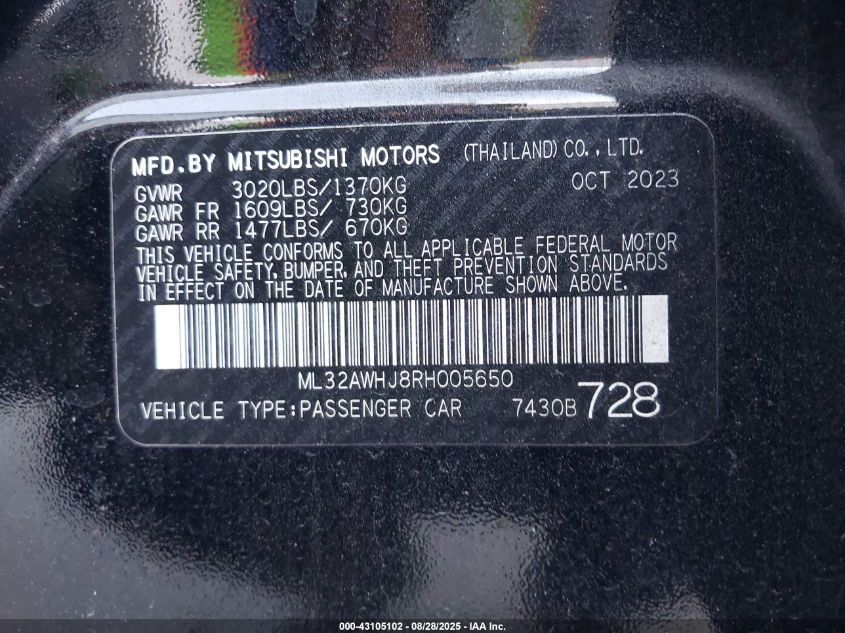 MFD.BY MITSUBISHI MOTORS (THAILAND) CO.,LTD.
GVWR 3020LBS/1370KG OCT 2023
GAWR FR 1609LBS/ 730KG
GAWR RR 1477LBS/ 670KG
THIS VEHICLE CONFORMS TO ALL APPLICABLE FEDERAL MOTOR
VEHICLE SAFETY, BUMPER, AND THEFT PREVENTION STANDARDS
IN EFFECT ON THE DATE OF MANUFACTURE SHOWN ABOVE.
ML32AWHJ8RH005650
VEHICLE TYPE:PASSENGER CAR 7430B 728
000-43105102 - 08/28/2025 - IAA Inc.